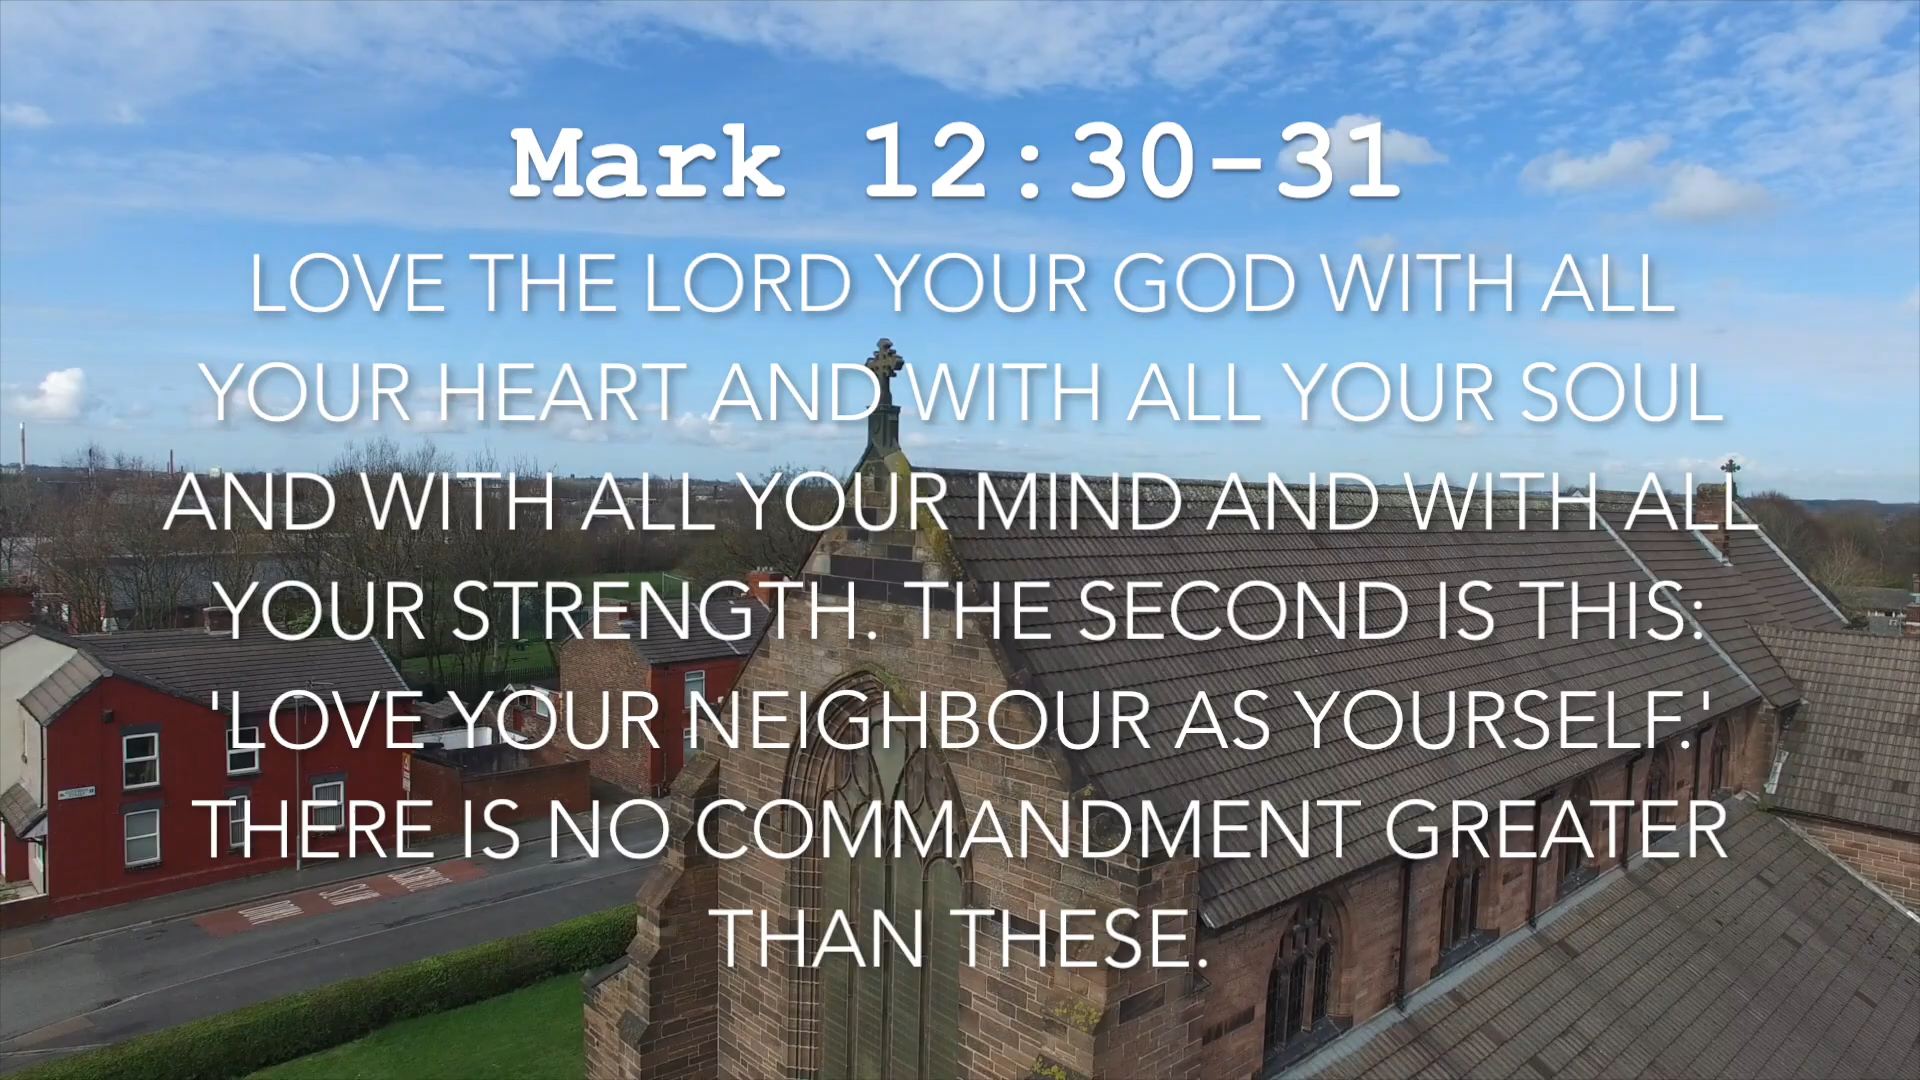 Mark 12:30-31
LOVE THE LORD YOUR GOD WITH ALL
YOUR HEART AND WITH ALL YOUR SOUL
AND WITH ALL YOUR MIND AND WITH ALL
YOUR STRENGTH. THE SECOND IS THIS:
'LOVE YOUR NEIGHBOUR AS YOURSELF.'
THERE IS NO COMMANDMENT GREATER
THAN THESE.
SLOW